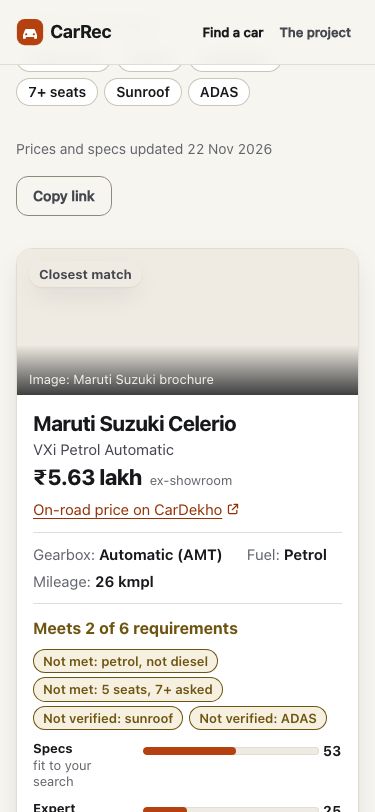 CarRec
Find a car The project
7+ seats Sunroof ADAS
Prices and specs updated 22 Nov 2026
Copy link
Closest match
Image: Maruti Suzuki brochure
Maruti Suzuki Celerio
VXi Petrol Automatic
₹5.63 lakh ex-showroom
On-road price on CarDekho
Gearbox: Automatic (AMT) Fuel: Petrol
Mileage: 26 kmpl
Meets 2 of 6 requirements
Not met: petrol, not diesel
Not met: 5 seats, 7+ asked
Not verified: sunroof Not verified: ADAS
Specs 53
fit to your
search
Expert 25